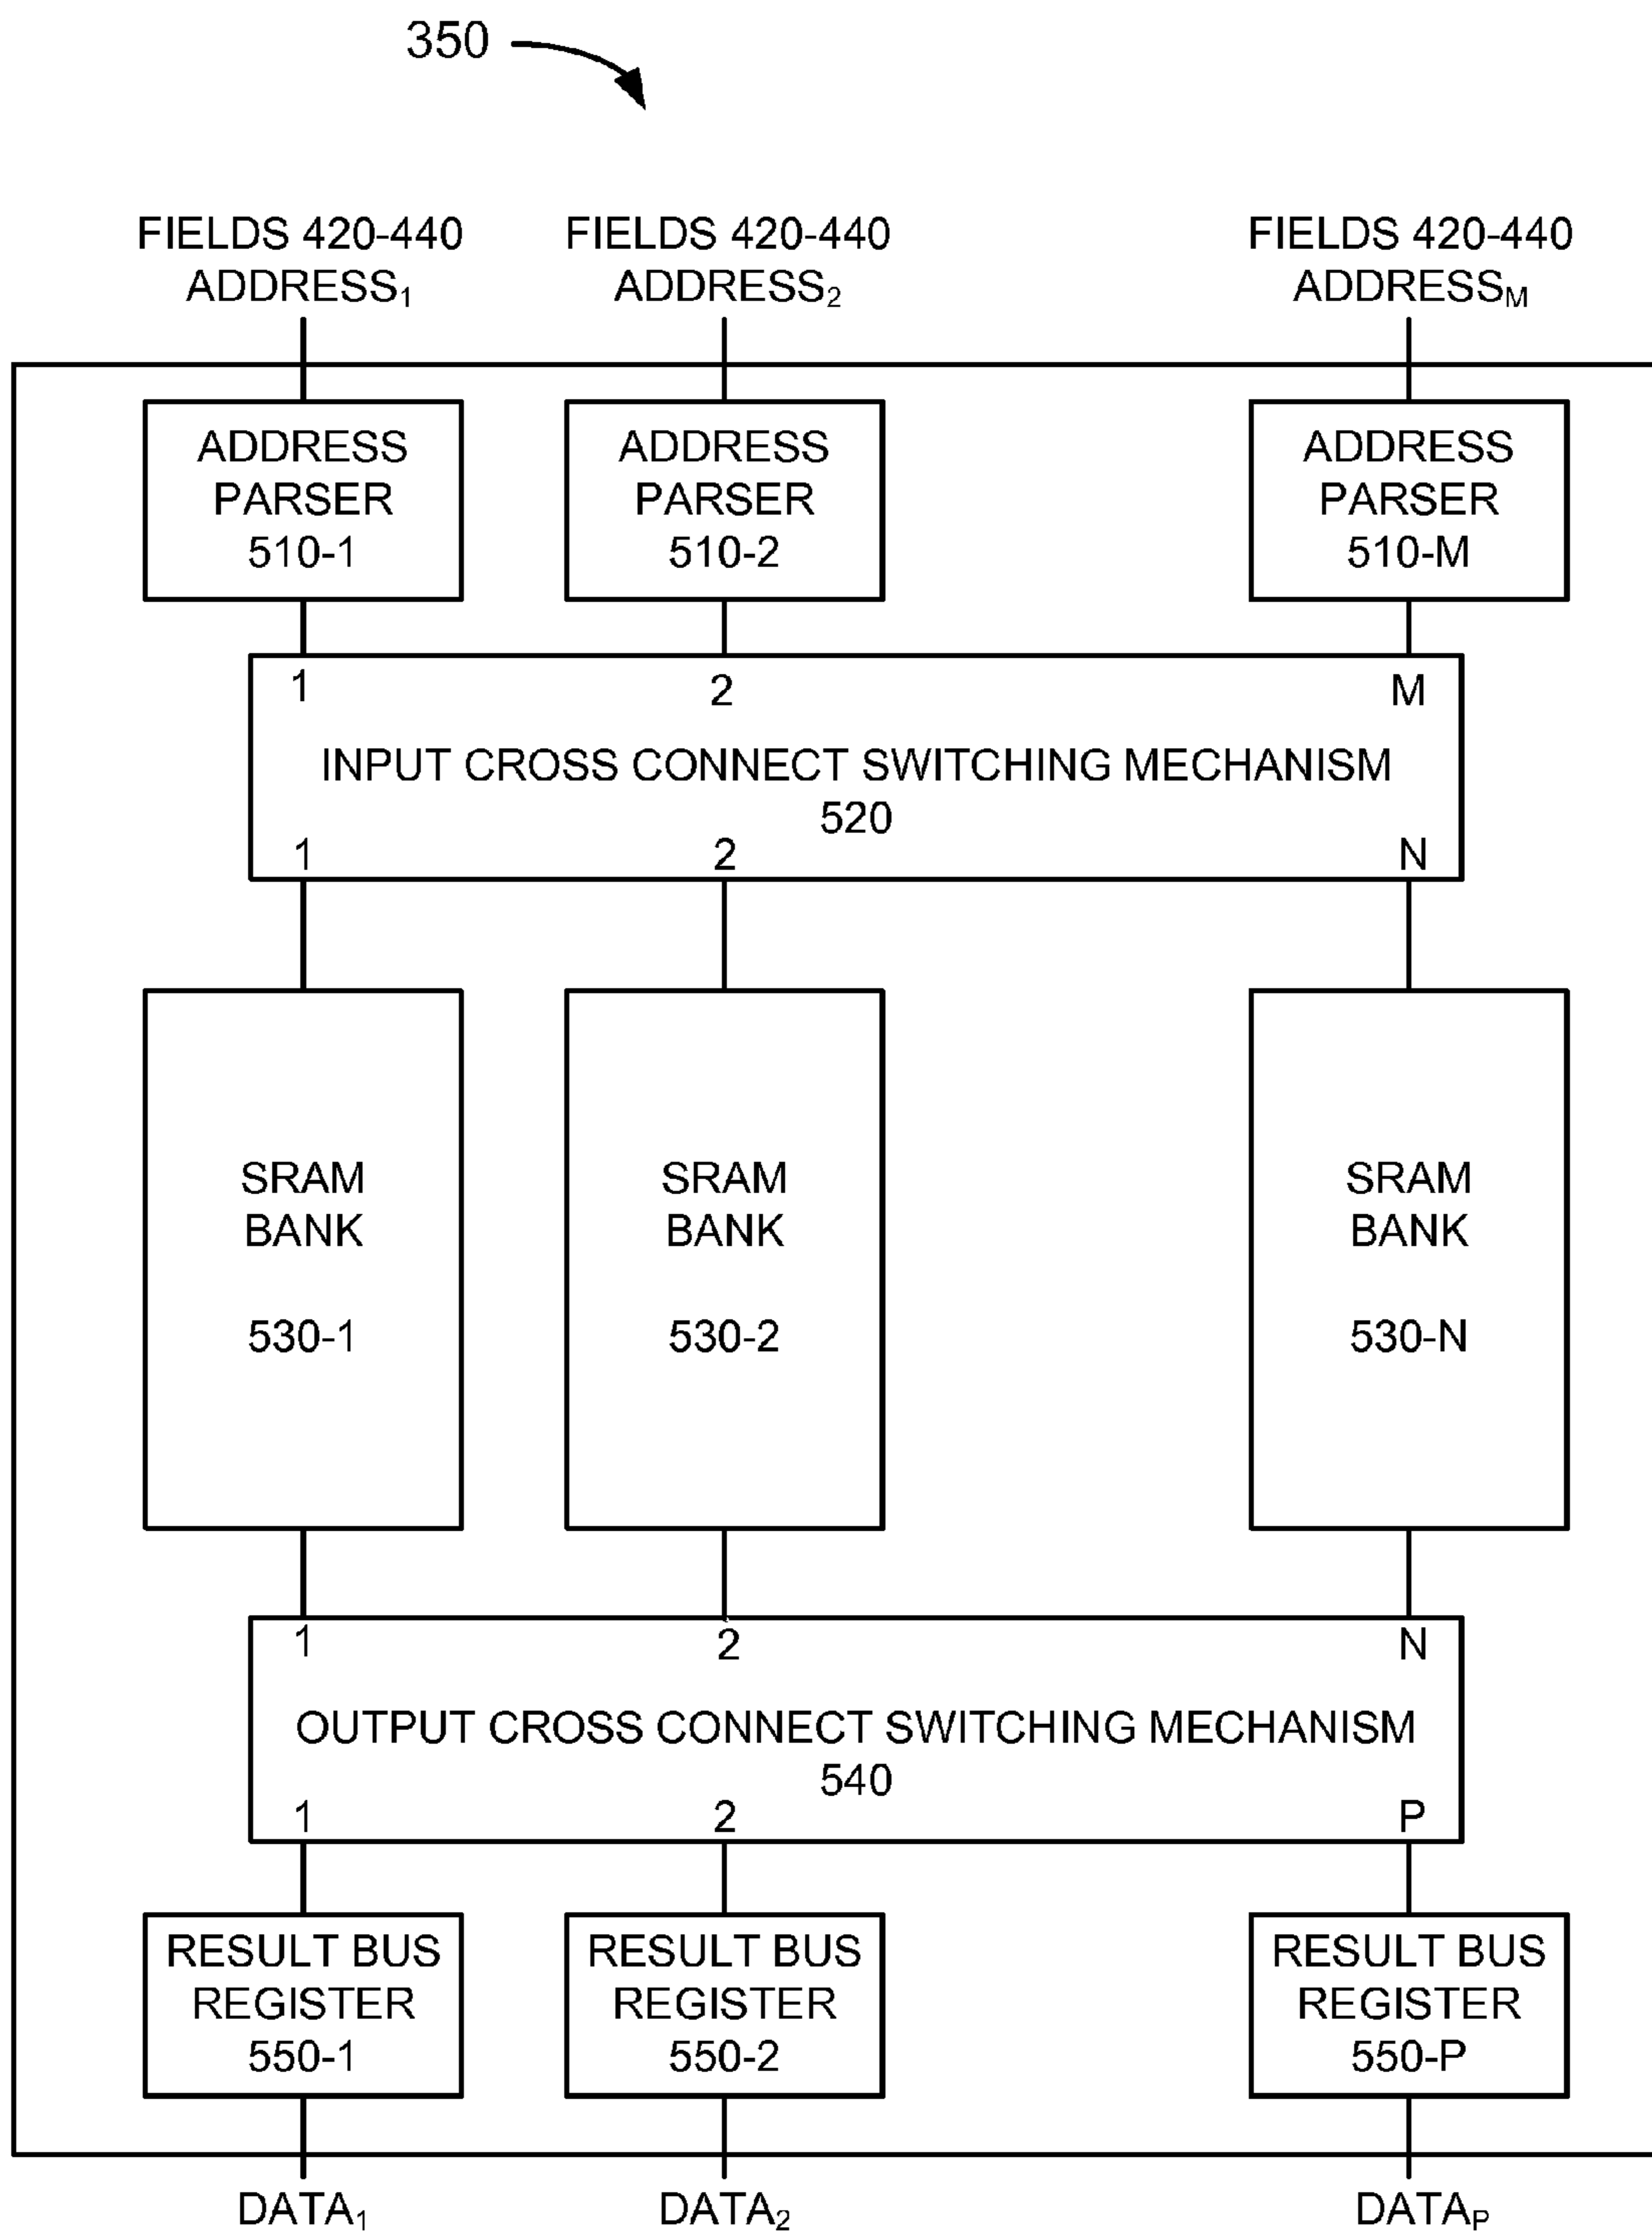 350
FIELDS 420-440 FIELDS 420-440 FIELDS 420-440
ADDRESS₁ ADDRESS₂ ADDRESSM
ADDRESS ADDRESS ADDRESS
PARSER PARSER PARSER
510-1 510-2 510-M
1 2 M
INPUT CROSS CONNECT SWITCHING MECHANISM
520
1 2 N
SRAM SRAM SRAM
BANK BANK BANK
530-1 530-2 530-N
1 2 N
OUTPUT CROSS CONNECT SWITCHING MECHANISM
540
1 2 P
RESULT BUS RESULT BUS RESULT BUS
REGISTER REGISTER REGISTER
550-1 550-2 550-P
DATA₁ DATA₂ DATAP